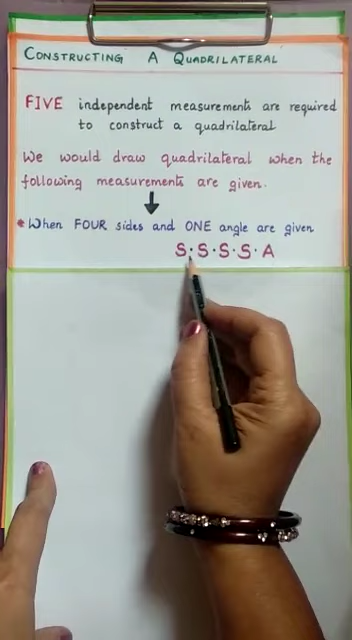 CONSTRUCTING A QUADRILATERAL
FIVE independent measurements are required
to construct a quadrilateral
We would draw quadrilateral when the
following measurements are given.
* When FOUR sides and ONE angle are given
S.S.S.S.A